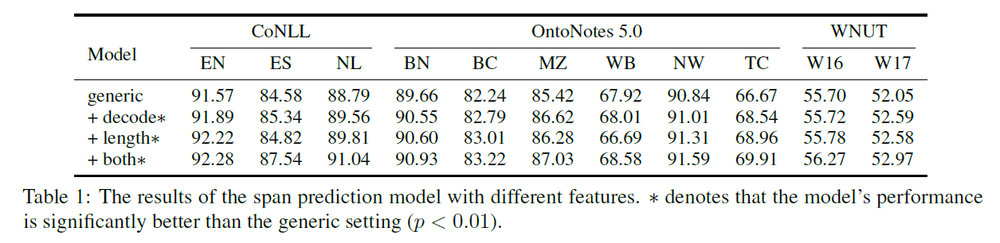 CoNLL OntoNotes 5.0 WNUT
Model
EN ES NL BN BC MZ WB NW TC W16 W17
generic 91.57 84.58 88.79 89.66 82.24 85.42 67.92 90.84 66.67 55.70 52.05
+ decode∗ 91.89 85.34 89.56 90.55 82.79 86.62 68.01 91.01 68.54 55.72 52.59
+ length∗ 92.22 84.82 89.81 90.60 83.01 86.28 66.69 91.31 68.96 55.78 52.58
+ both∗ 92.28 87.54 91.04 90.93 83.22 87.03 68.58 91.59 69.91 56.27 52.97
Table 1: The results of the span prediction model with different features. ∗ denotes that the model's performance
is significantly better than the generic setting (p < 0.01).